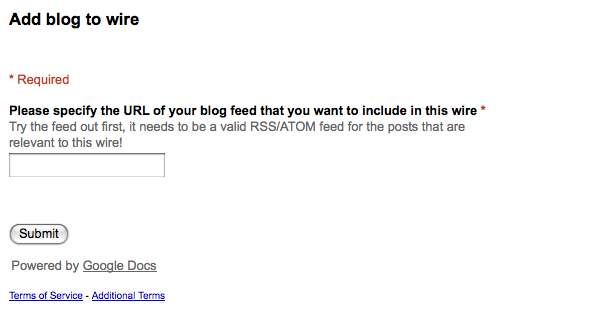 Add blog to wire
* Required
Please specify the URL of your blog feed that you want to include in this wire *
Try the feed out first, it needs to be a valid RSS/ATOM feed for the posts that are
relevant to this wire!
Submit
Powered by Google Docs
Terms of Service - Additional Terms